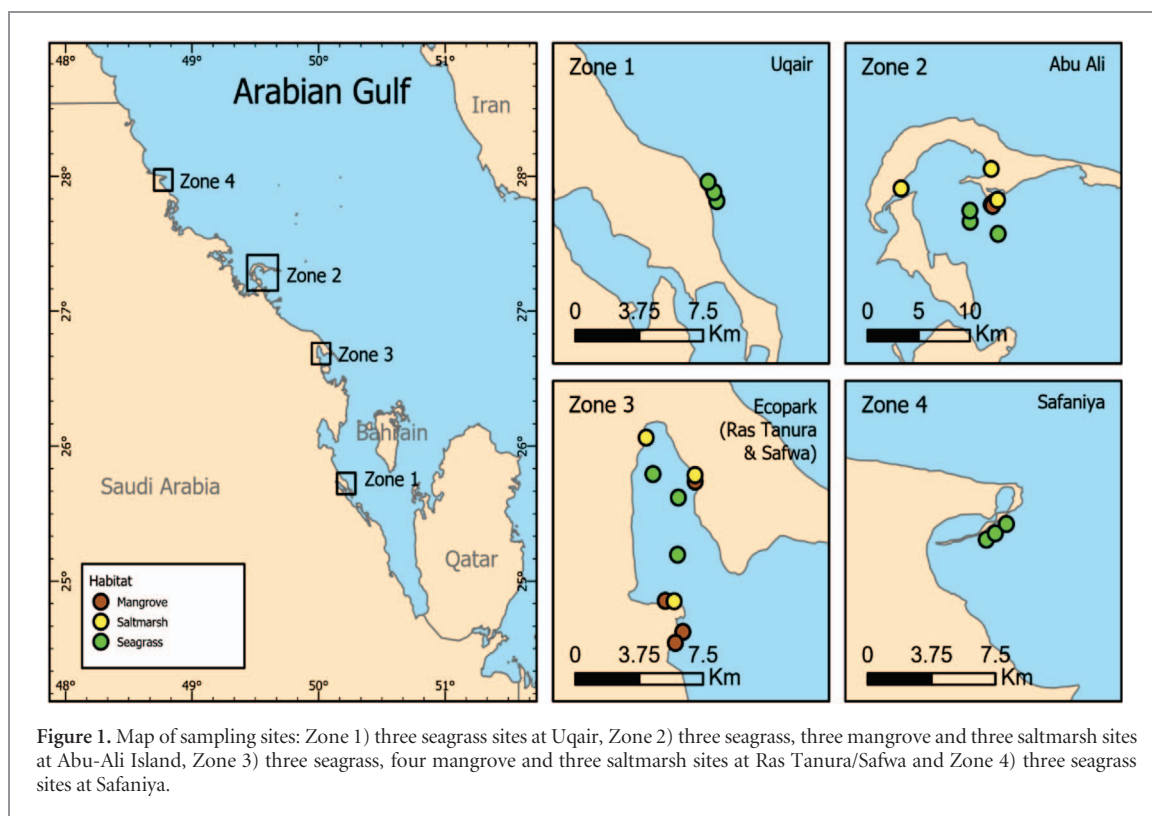 48° 49° 50° 51°
Arabian Gulf
Iran
28°
Zone 4
27°
Zone 2
Zone 3
26°
Bahrain
Zone 1
Saudi Arabia
Qatar
25°
Habitat
Mangrove
Saltmarsh
Seagrass
48° 49° 50° 51°
28°
27°
26°
25°
Zone 1 Uqair
0 3.75 7.5
Km
Zone 2 Abu Ali
0 5 10
Km
Zone 3 Ecopark
(Ras Tanura
& Safwa)
0 3.75 7.5
Km
Zone 4 Safaniya
0 3.75 7.5
Km
Figure 1. Map of sampling sites: Zone 1) three seagrass sites at Uqair, Zone 2) three seagrass, three mangrove and three saltmarsh sites
at Abu-Ali Island, Zone 3) three seagrass, four mangrove and three saltmarsh sites at Ras Tanura/Safwa and Zone 4) three seagrass
sites at Safaniya.